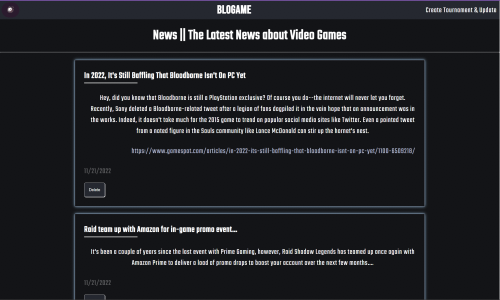 BLOGAME
Create Tournament & Update
News || The Latest News about Video Games
In 2022, It's Still Baffling That Bloodborne Isn't On PC Yet
Hey, did you know that Bloodborne is still a PlayStation exclusive? Of course you do--the internet will never let you forget.
Recently, Sony deleted a Bloodborne-related tweet after a legion of fans dogpiled it in the vain hope that an announcement was in
the works. Indeed, it doesn't take much for the 2015 game to trend on popular social media sites like Twitter. Even a pointed tweet
from a noted figure in the Souls community like Lance McDonald can stir up the hornet's nest.
https://www.gamespot.com/articles/in-2022-its-still-baffling-that-bloodborne-isnt-on-pc-yet/1100-6509218/
11/21/2022
Delete
Raid team up with Amazon for in-game promo event...
It's been a couple of years since the last event with Prime Gaming, however, Raid Shadow Legends has teamed up once again with
Amazon Prime to deliver a load of promo drops to boost your account over the next few months....
11/21/2022